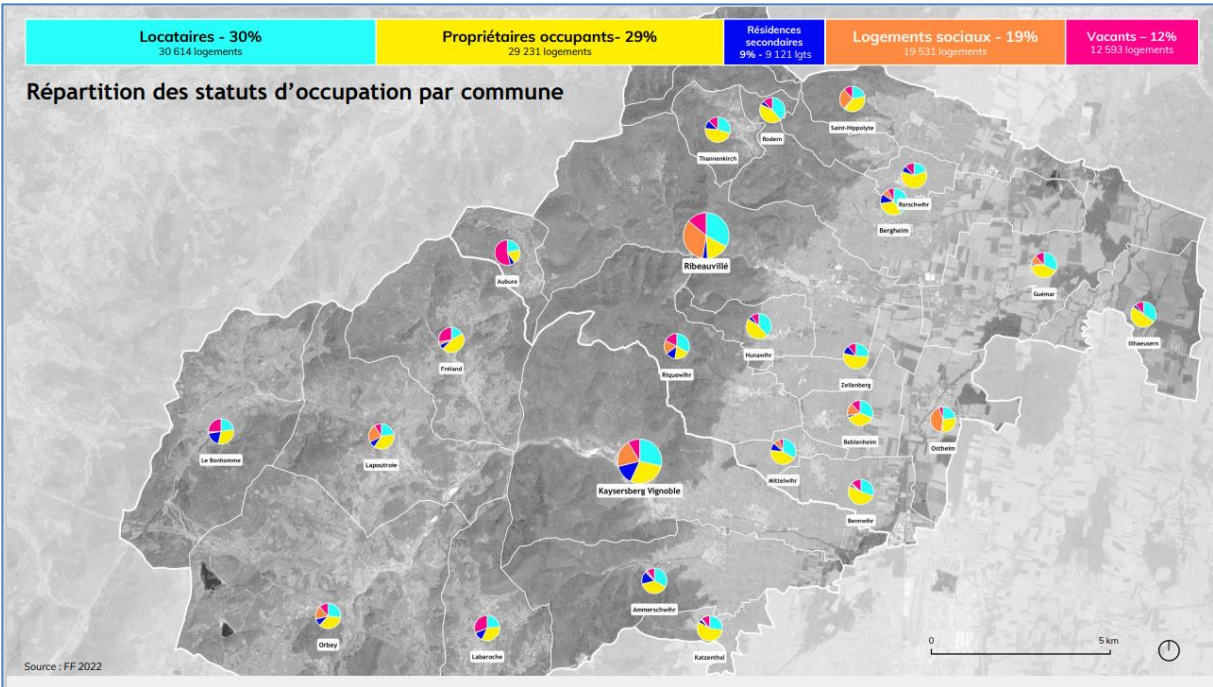 Locataires - 30%
30 614 logements
Propriétaires occupants- 29%
29 231 logements
Résidences
secondaires
9% - 9 121 lgts
Logements sociaux - 19%
19 531 logements
Vacants – 12%
12 593 logements
Répartition des statuts d'occupation par commune
Saint-Hippolyte
Rodern
Thannenkirch
Rorschwihr
Bergheim
Ribeauvillé
Aubure
Guémar
Illhaeusern
Hunawihr
Riquewihr
Fréland
Zellenberg
Beblenheim
Ostheim
Le Bonhomme
Lapoutroie
Mittelwihr
Kaysersberg Vignoble
Bennwihr
Ammerschwihr
Orbey
Labaroche
Katzenthal
0 5 km
Source : FF 2022